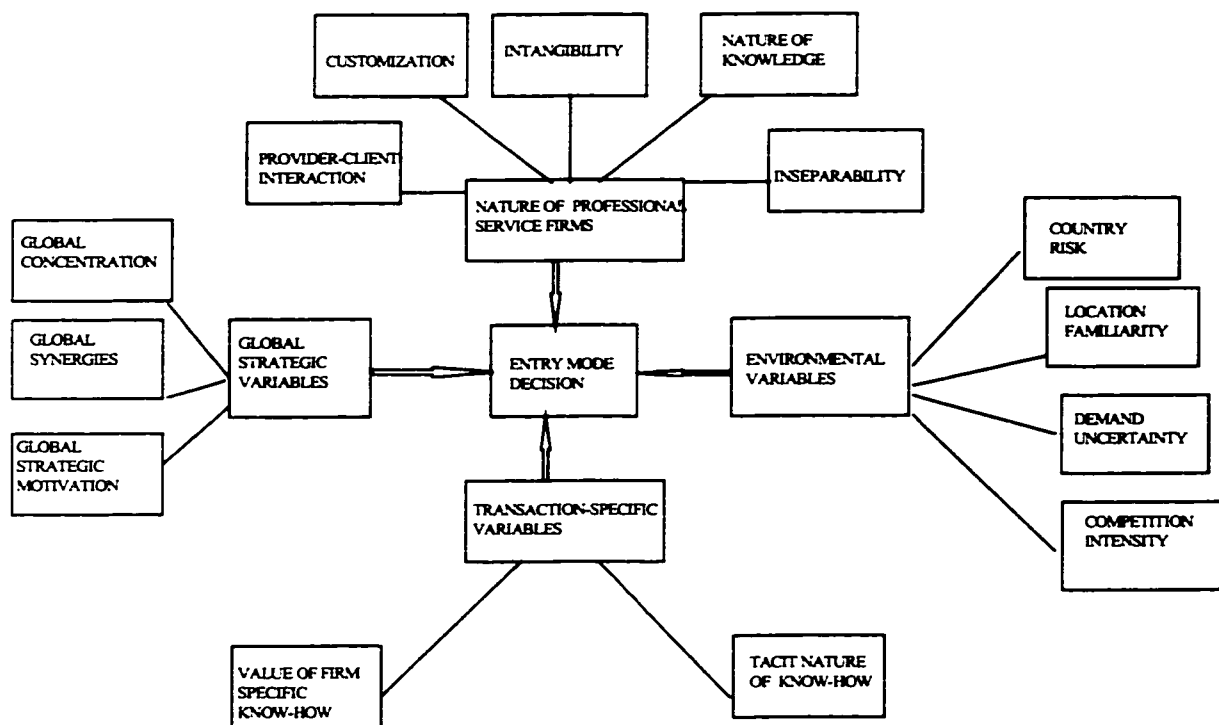 CUSTOMIZATION
INTANGIBILITY
NATURE OF
KNOWLEDGE
PROVIDER-CLIENT
INTERACTION
NATURE OF PROFESSIONAL
SERVICE FIRMS
INSEPARABILITY
GLOBAL
CONCENTRATION
GLOBAL
SYNERGIES
GLOBAL
STRATEGIC
MOTIVATION
GLOBAL
STRATEGIC
VARIABLES
ENTRY MODE
DECISION
ENVIRONMENTAL
VARIABLES
COUNTRY
RISK
LOCATION
FAMILIARITY
DEMAND
UNCERTAINTY
COMPETITION
INTENSITY
TRANSACTION-SPECIFIC
VARIABLES
VALUE OF FIRM
SPECIFIC
KNOW-HOW
TACIT NATURE
OF KNOW-HOW